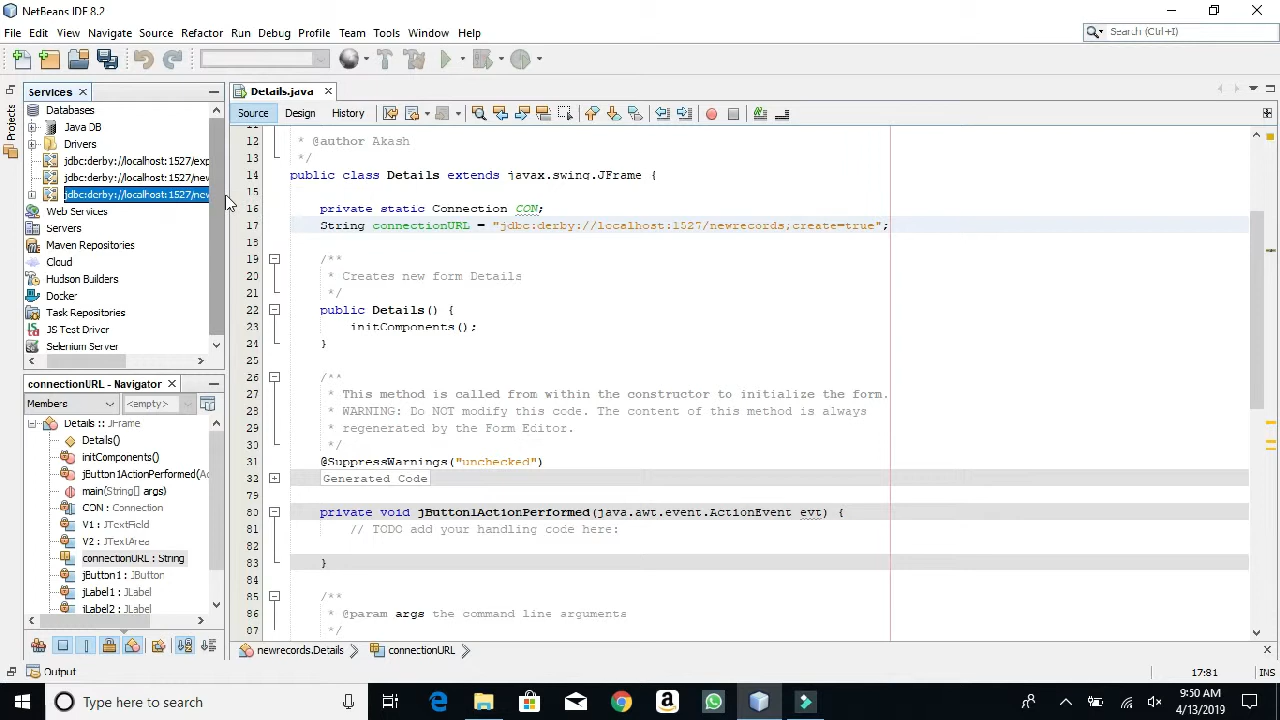 NetBeans IDE 8.2
File Edit View Navigate Source Refactor Run Debug Profile Team Tools Window Help
Search (Ctrl+I)
Projects
Services
Databases
Java DB
Drivers
jdbc:derby://localhost:1527/exp
jdbc:derby://localhost:1527/new
jdbc:derby://localhost:1527/new
Web Services
Servers
Maven Repositories
Cloud
Hudson Builders
Docker
Task Repositories
JS Test Driver
Selenium Server
connectionURL - Navigator
Members <empty>
Details :: JFrame
Details()
initComponents()
jButton1ActionPerformed(Ac
main(String[] args)
CON : Connection
V1 : JTextField
V2 : JTextArea
connectionURL : String
jButton1 : JButton
jLabel1 : JLabel
jLabel2 : JLabel
Details.java
Source Design History
12 * @author Akash
13 */
14 public class Details extends javax.swing.JFrame {
15
16 private static Connection CON;
17 String connectionURL = "jdbc:derby://localhost:1527/newrecords;create=true";
18
19 /**
20 * Creates new form Details
21 */
22 public Details() {
23 initComponents();
24 }
25
26 /**
27 * This method is called from within the constructor to initialize the form.
28 * WARNING: Do NOT modify this code. The content of this method is always
29 * regenerated by the Form Editor.
30 */
31 @SuppressWarnings("unchecked")
32 Generated Code
79
80 private void jButton1ActionPerformed(java.awt.event.ActionEvent evt) {
81 // TODO add your handling code here:
82
83 }
84
85 /**
86 * @param args the command line arguments
87 */
newrecords.Details connectionURL
Output
17:81 INS
Type here to search
9:50 AM
4/13/2019